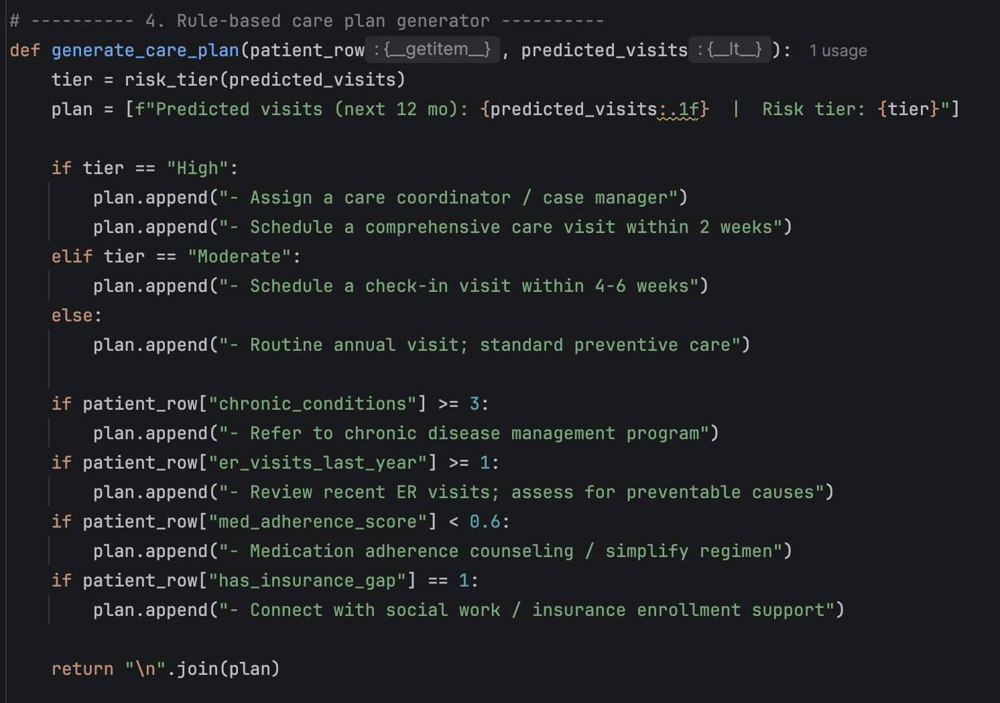 # ---------- 4. Rule-based care plan generator ----------
def generate_care_plan(patient_row : {__getitem__} , predicted_visits : {__lt__} ):  1 usage
    tier = risk_tier(predicted_visits)
    plan = [f"Predicted visits (next 12 mo): {predicted_visits:.1f}  |  Risk tier: {tier}"]

    if tier == "High":
        plan.append("- Assign a care coordinator / case manager")
        plan.append("- Schedule a comprehensive care visit within 2 weeks")
    elif tier == "Moderate":
        plan.append("- Schedule a check-in visit within 4-6 weeks")
    else:
        plan.append("- Routine annual visit; standard preventive care")

    if patient_row["chronic_conditions"] >= 3:
        plan.append("- Refer to chronic disease management program")
    if patient_row["er_visits_last_year"] >= 1:
        plan.append("- Review recent ER visits; assess for preventable causes")
    if patient_row["med_adherence_score"] < 0.6:
        plan.append("- Medication adherence counseling / simplify regimen")
    if patient_row["has_insurance_gap"] == 1:
        plan.append("- Connect with social work / insurance enrollment support")

    return "\n".join(plan)